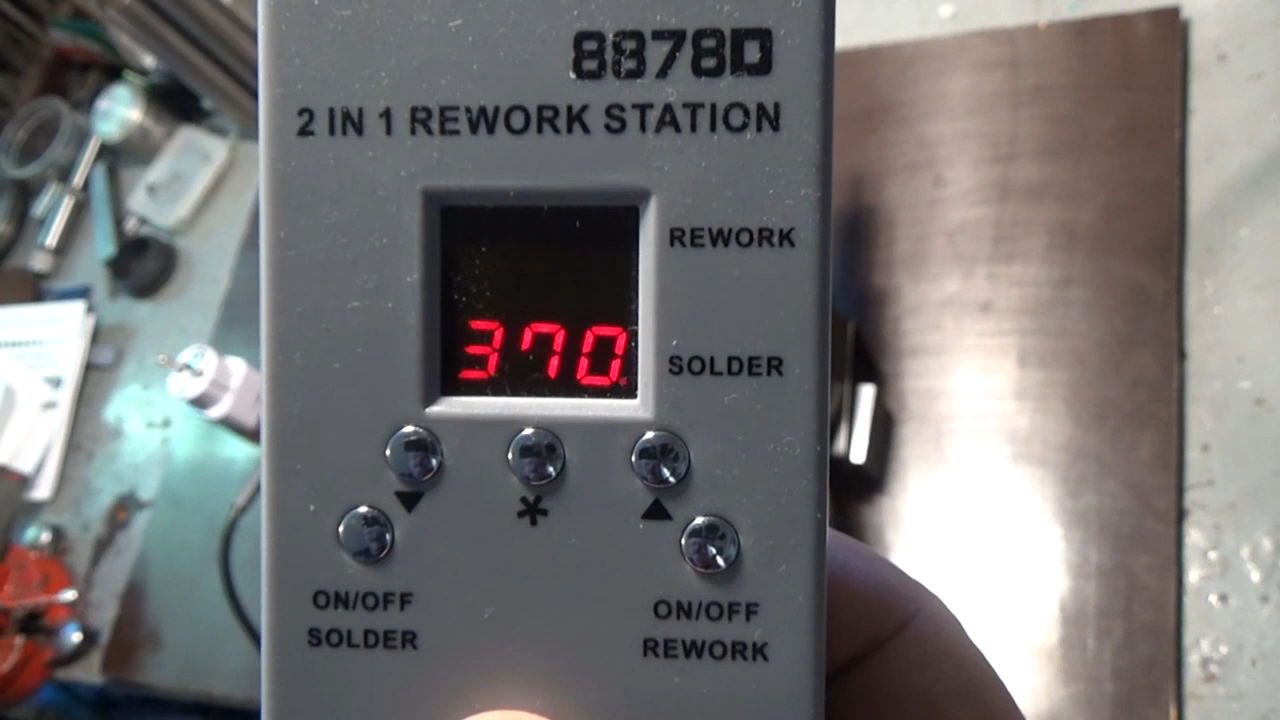 8878D
2 IN 1 REWORK STATION
REWORK
370
SOLDER
▼ * ▲
ON/OFF
SOLDER
ON/OFF
REWORK